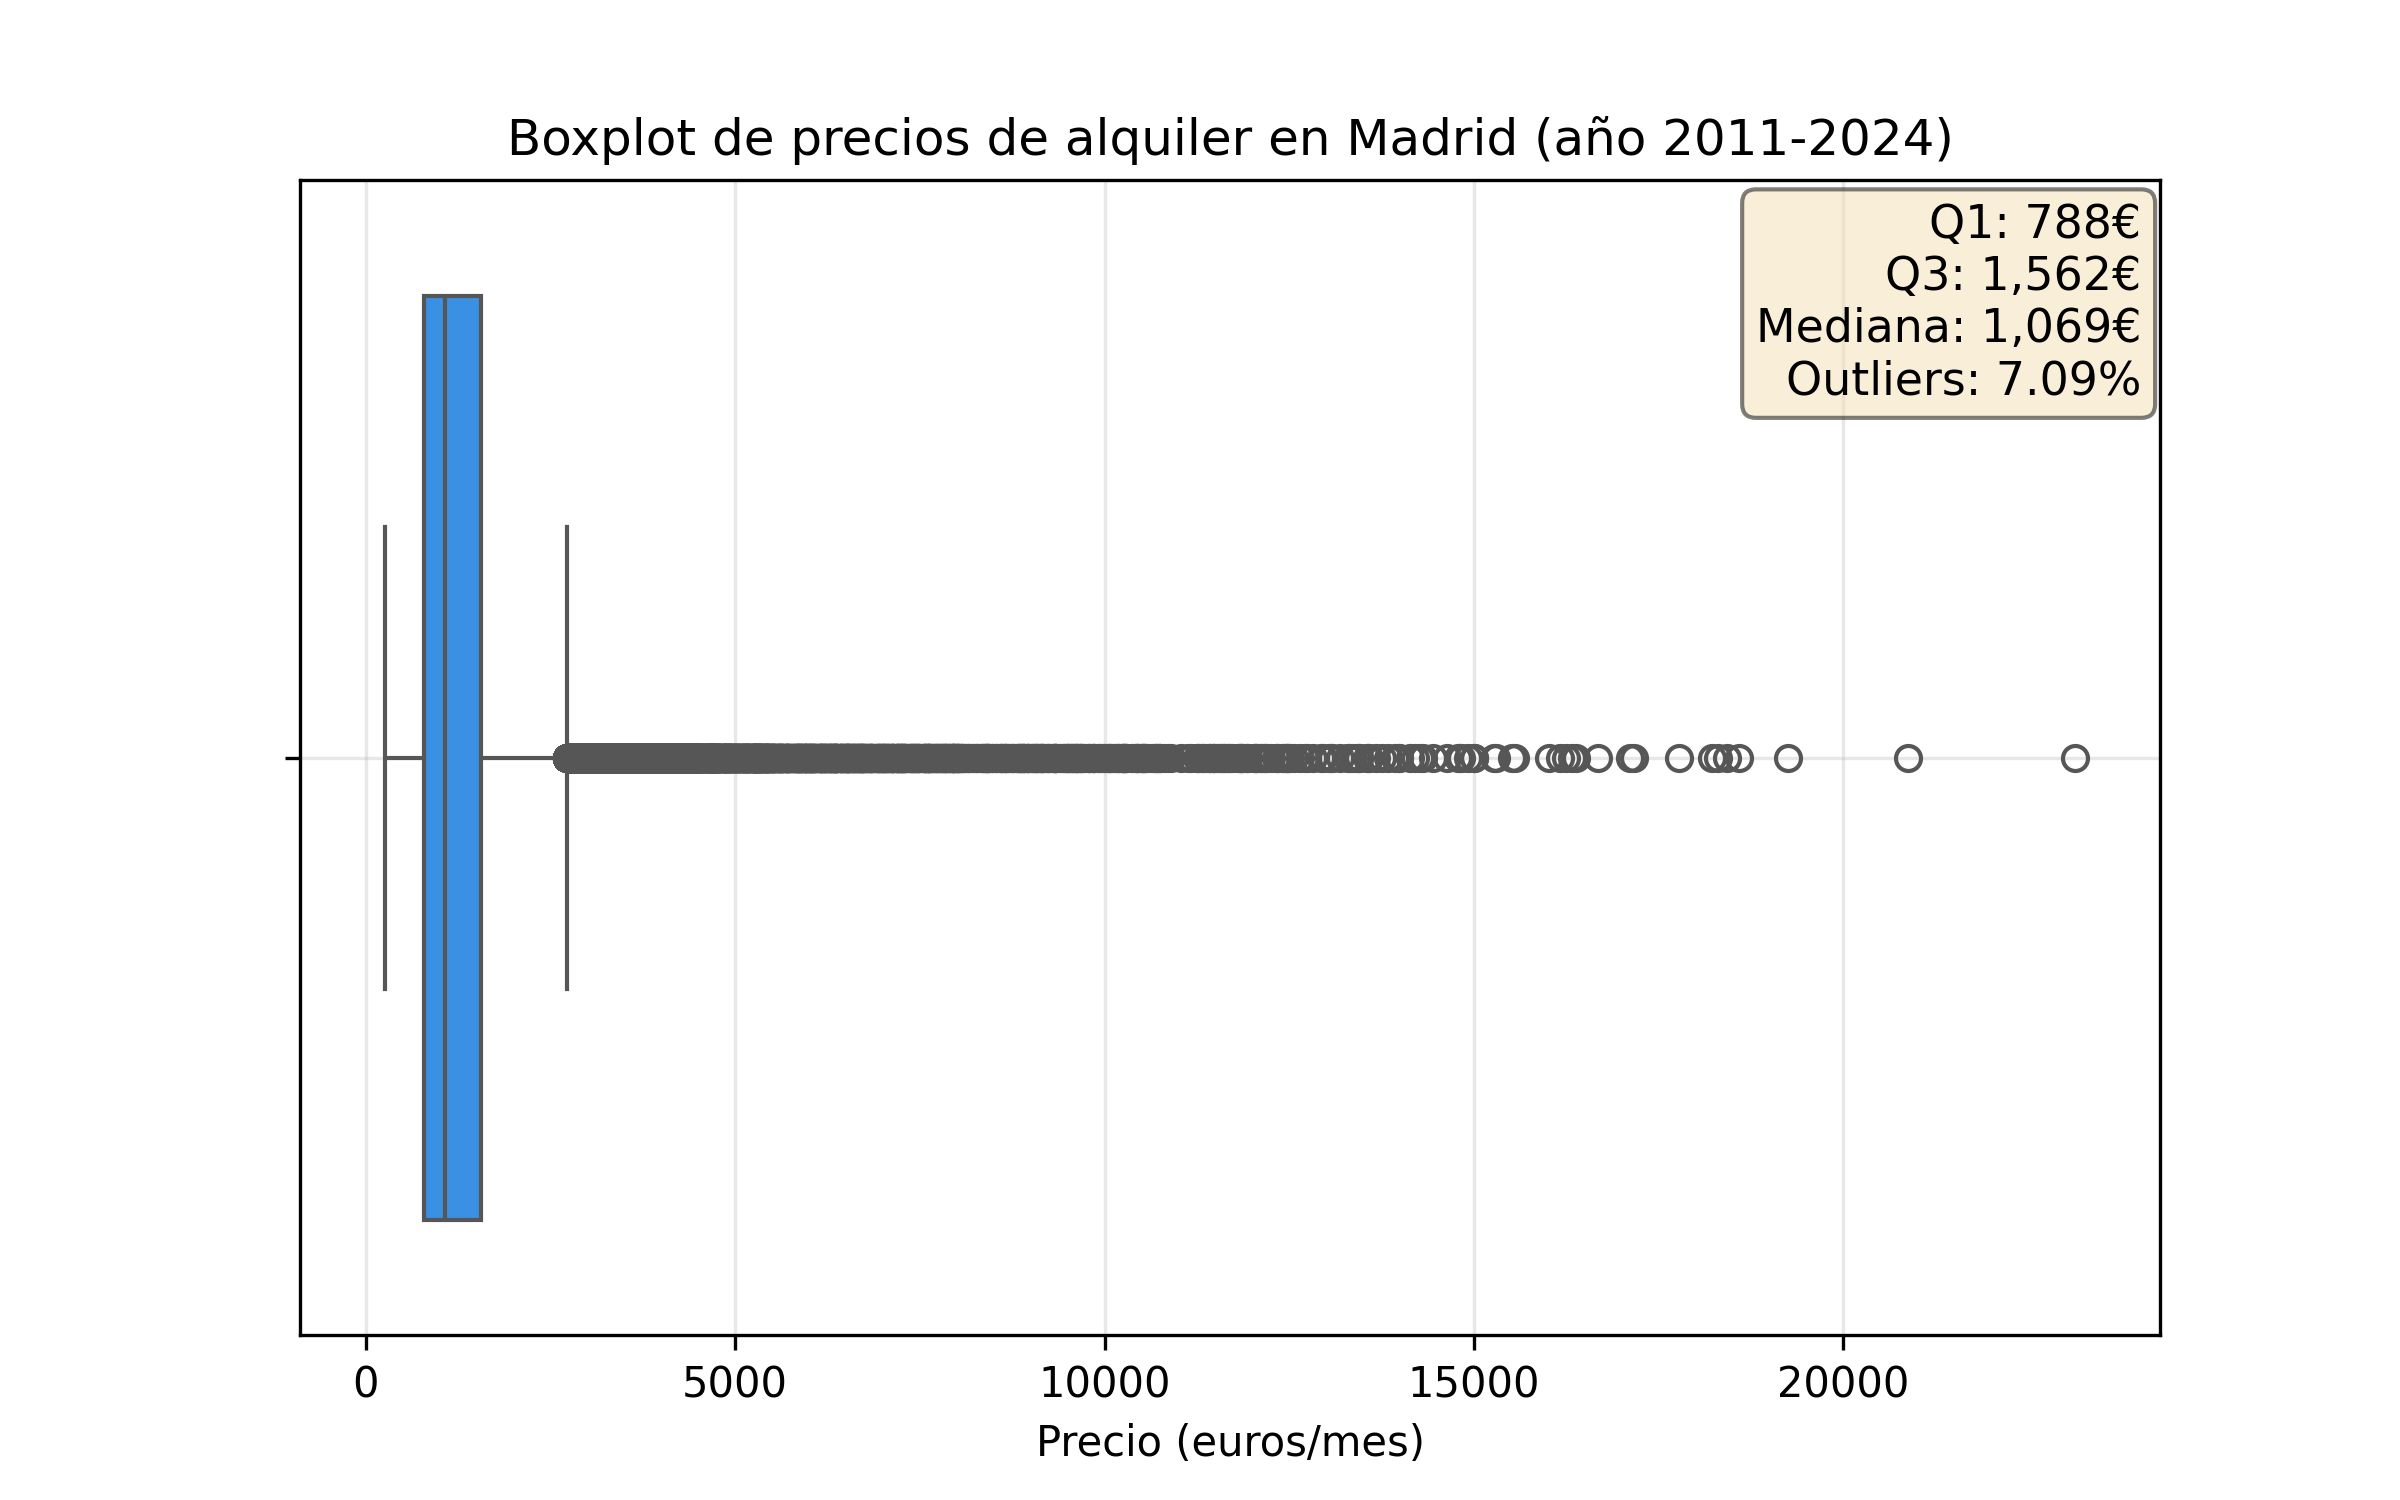 Boxplot de precios de alquiler en Madrid (año 2011-2024)
Q1: 788€
Q3: 1,562€
Mediana: 1,069€
Outliers: 7.09%
0 5000 10000 15000 20000
Precio (euros/mes)